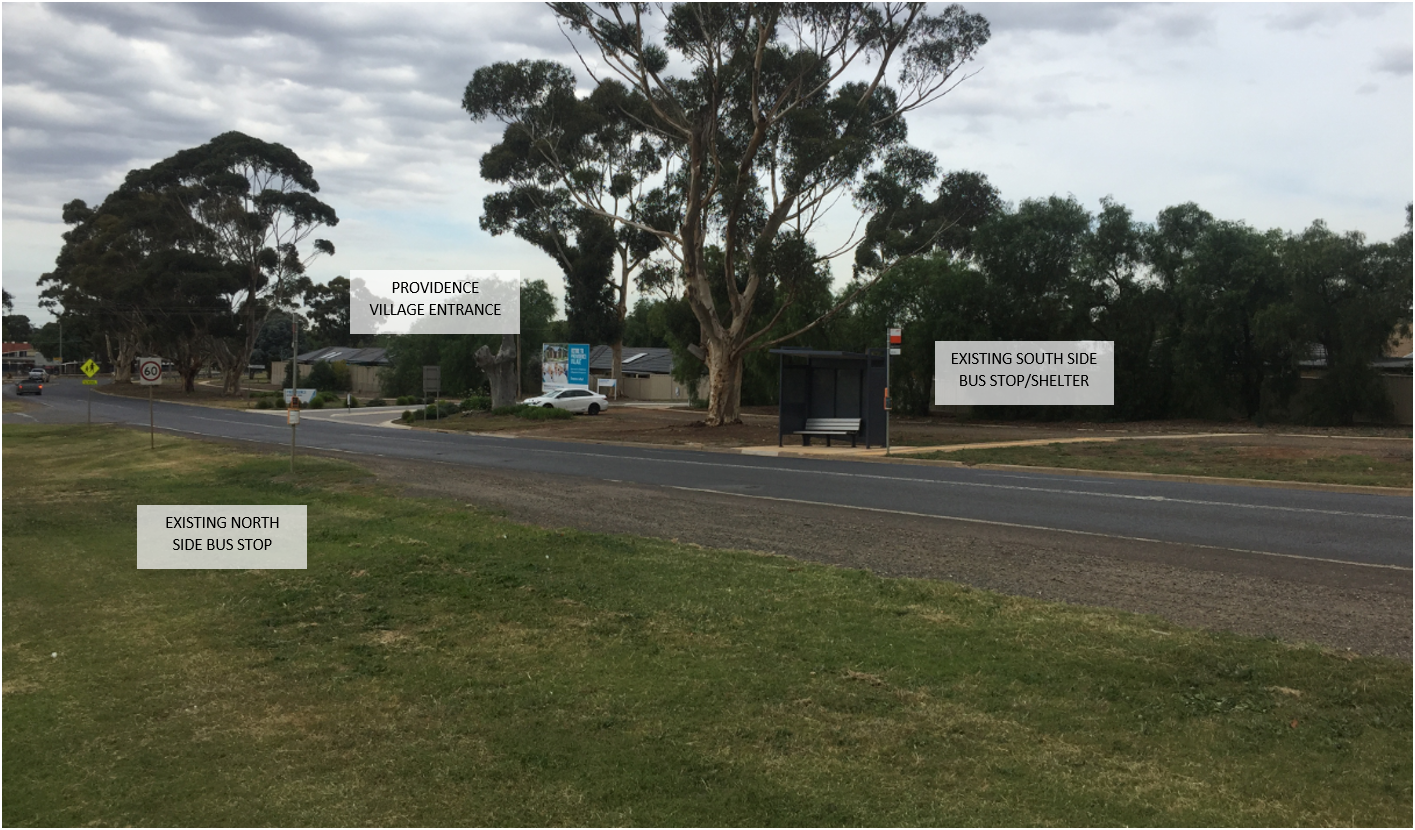 PROVIDENCE
VILLAGE ENTRANCE
EXISTING SOUTH SIDE
BUS STOP/SHELTER
60
EXISTING NORTH
SIDE BUS STOP